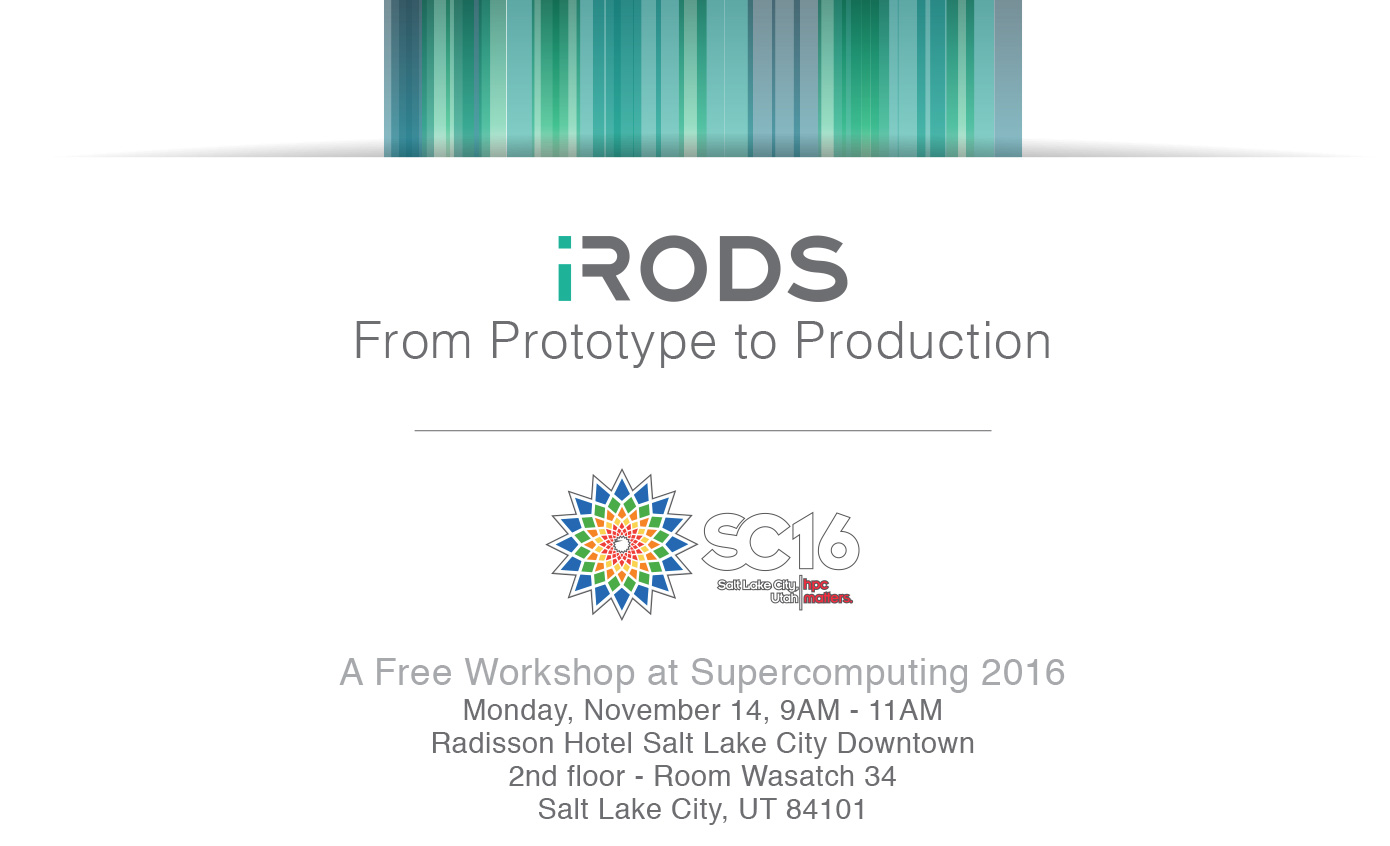 iRODS
From Prototype to Production
SC16
Salt Lake City, hpc
Utah matters.
A Free Workshop at Supercomputing 2016
Monday, November 14, 9AM - 11AM
Radisson Hotel Salt Lake City Downtown
2nd floor - Room Wasatch 34
Salt Lake City, UT 84101